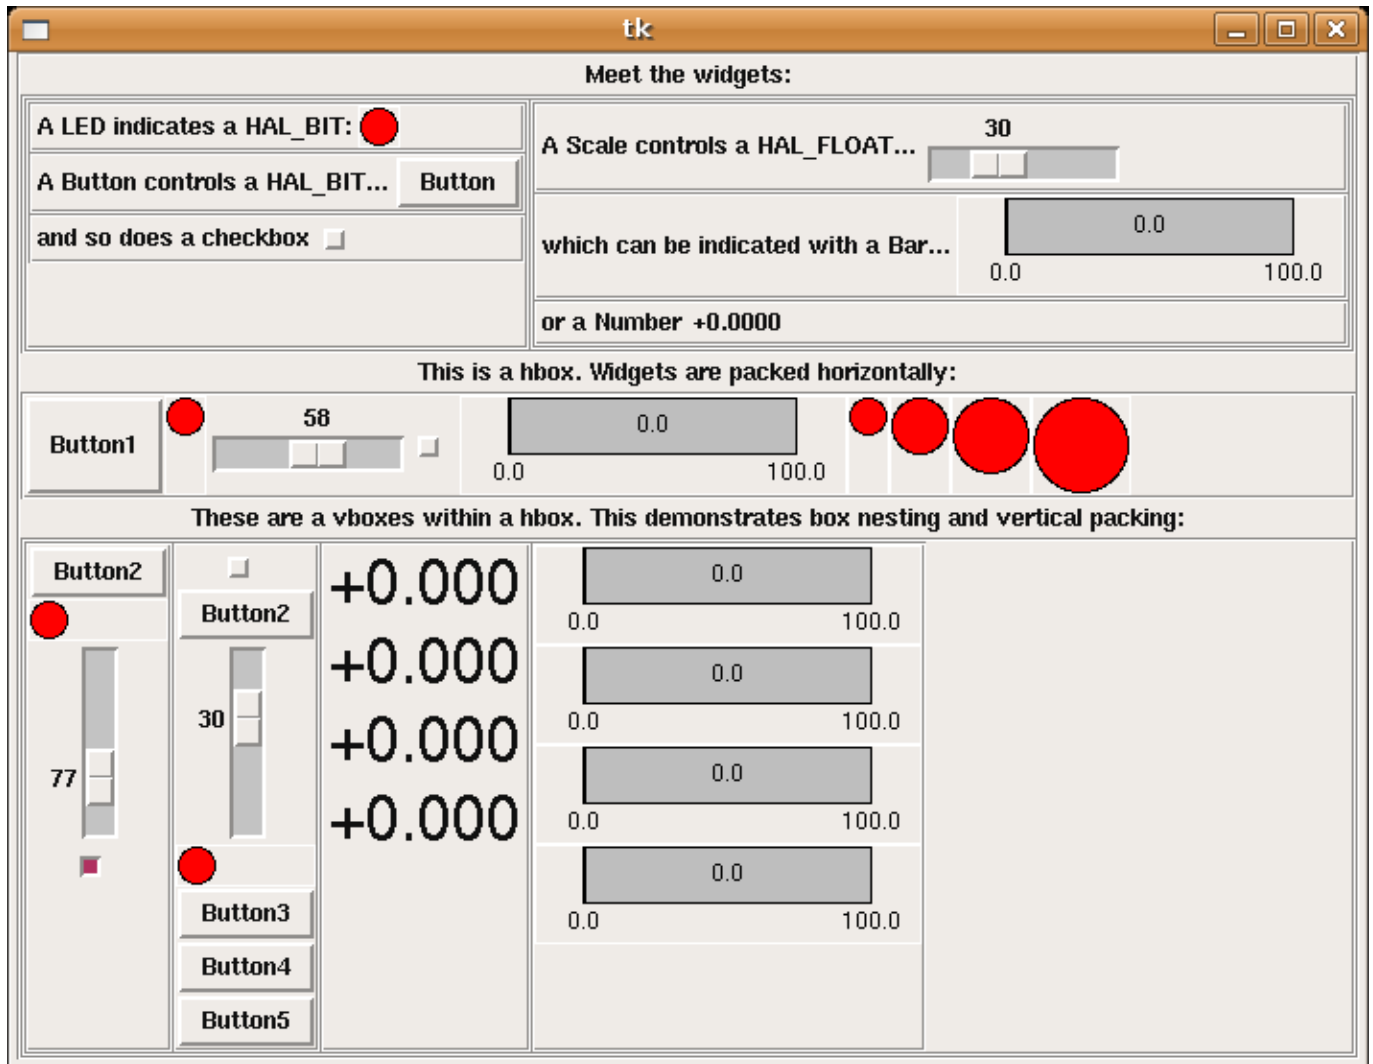 tk
Meet the widgets:
A LED indicates a HAL_BIT:
A Button controls a HAL_BIT... Button
and so does a checkbox
A Scale controls a HAL_FLOAT... 30
which can be indicated with a Bar... 0.0
0.0 100.0
or a Number +0.0000
This is a hbox. Widgets are packed horizontally:
Button1 58 0.0
0.0 100.0
These are a vboxes within a hbox. This demonstrates box nesting and vertical packing:
Button2
77
Button2
30
Button3
Button4
Button5
+0.000
+0.000
+0.000
+0.000
0.0
0.0 100.0
0.0
0.0 100.0
0.0
0.0 100.0
0.0
0.0 100.0